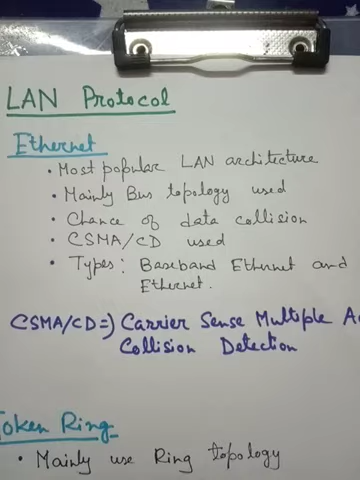 LAN Protocol
Ethernet
• Most popular LAN architecture
• Mainly Bus topology used
• Chance of data collision
• CSMA/CD used
• Types: Baseband Ethernet and
Ethernet.
CSMA/CD => Carrier Sense Multiple A
Collision Detection
Token Ring
• Mainly use Ring topology